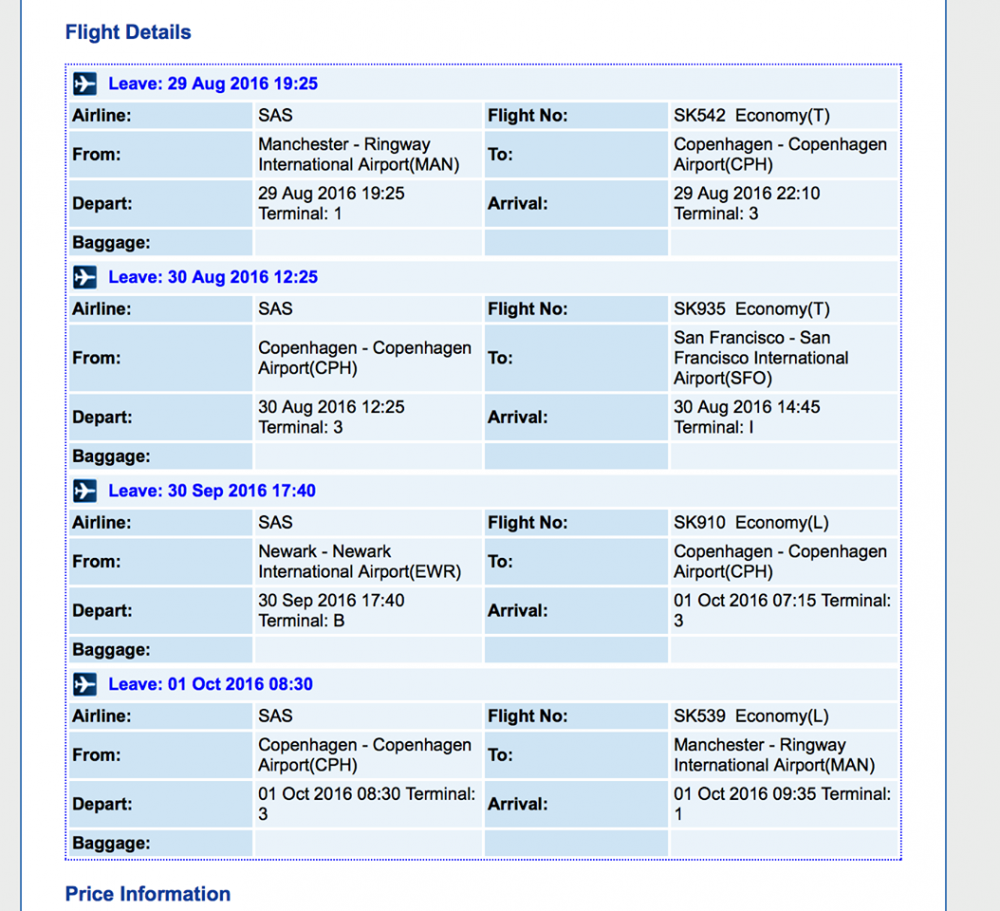 Flight Details
Leave: 29 Aug 2016 19:25
Airline: SAS Flight No: SK542 Economy(T)
From: Manchester - Ringway International Airport(MAN) To: Copenhagen - Copenhagen Airport(CPH)
Depart: 29 Aug 2016 19:25 Terminal: 1 Arrival: 29 Aug 2016 22:10 Terminal: 3
Baggage:
Leave: 30 Aug 2016 12:25
Airline: SAS Flight No: SK935 Economy(T)
From: Copenhagen - Copenhagen Airport(CPH) To: San Francisco - San Francisco International Airport(SFO)
Depart: 30 Aug 2016 12:25 Terminal: 3 Arrival: 30 Aug 2016 14:45 Terminal: I
Baggage:
Leave: 30 Sep 2016 17:40
Airline: SAS Flight No: SK910 Economy(L)
From: Newark - Newark International Airport(EWR) To: Copenhagen - Copenhagen Airport(CPH)
Depart: 30 Sep 2016 17:40 Terminal: B Arrival: 01 Oct 2016 07:15 Terminal: 3
Baggage:
Leave: 01 Oct 2016 08:30
Airline: SAS Flight No: SK539 Economy(L)
From: Copenhagen - Copenhagen Airport(CPH) To: Manchester - Ringway International Airport(MAN)
Depart: 01 Oct 2016 08:30 Terminal: 3 Arrival: 01 Oct 2016 09:35 Terminal: 1
Baggage:
Price Information